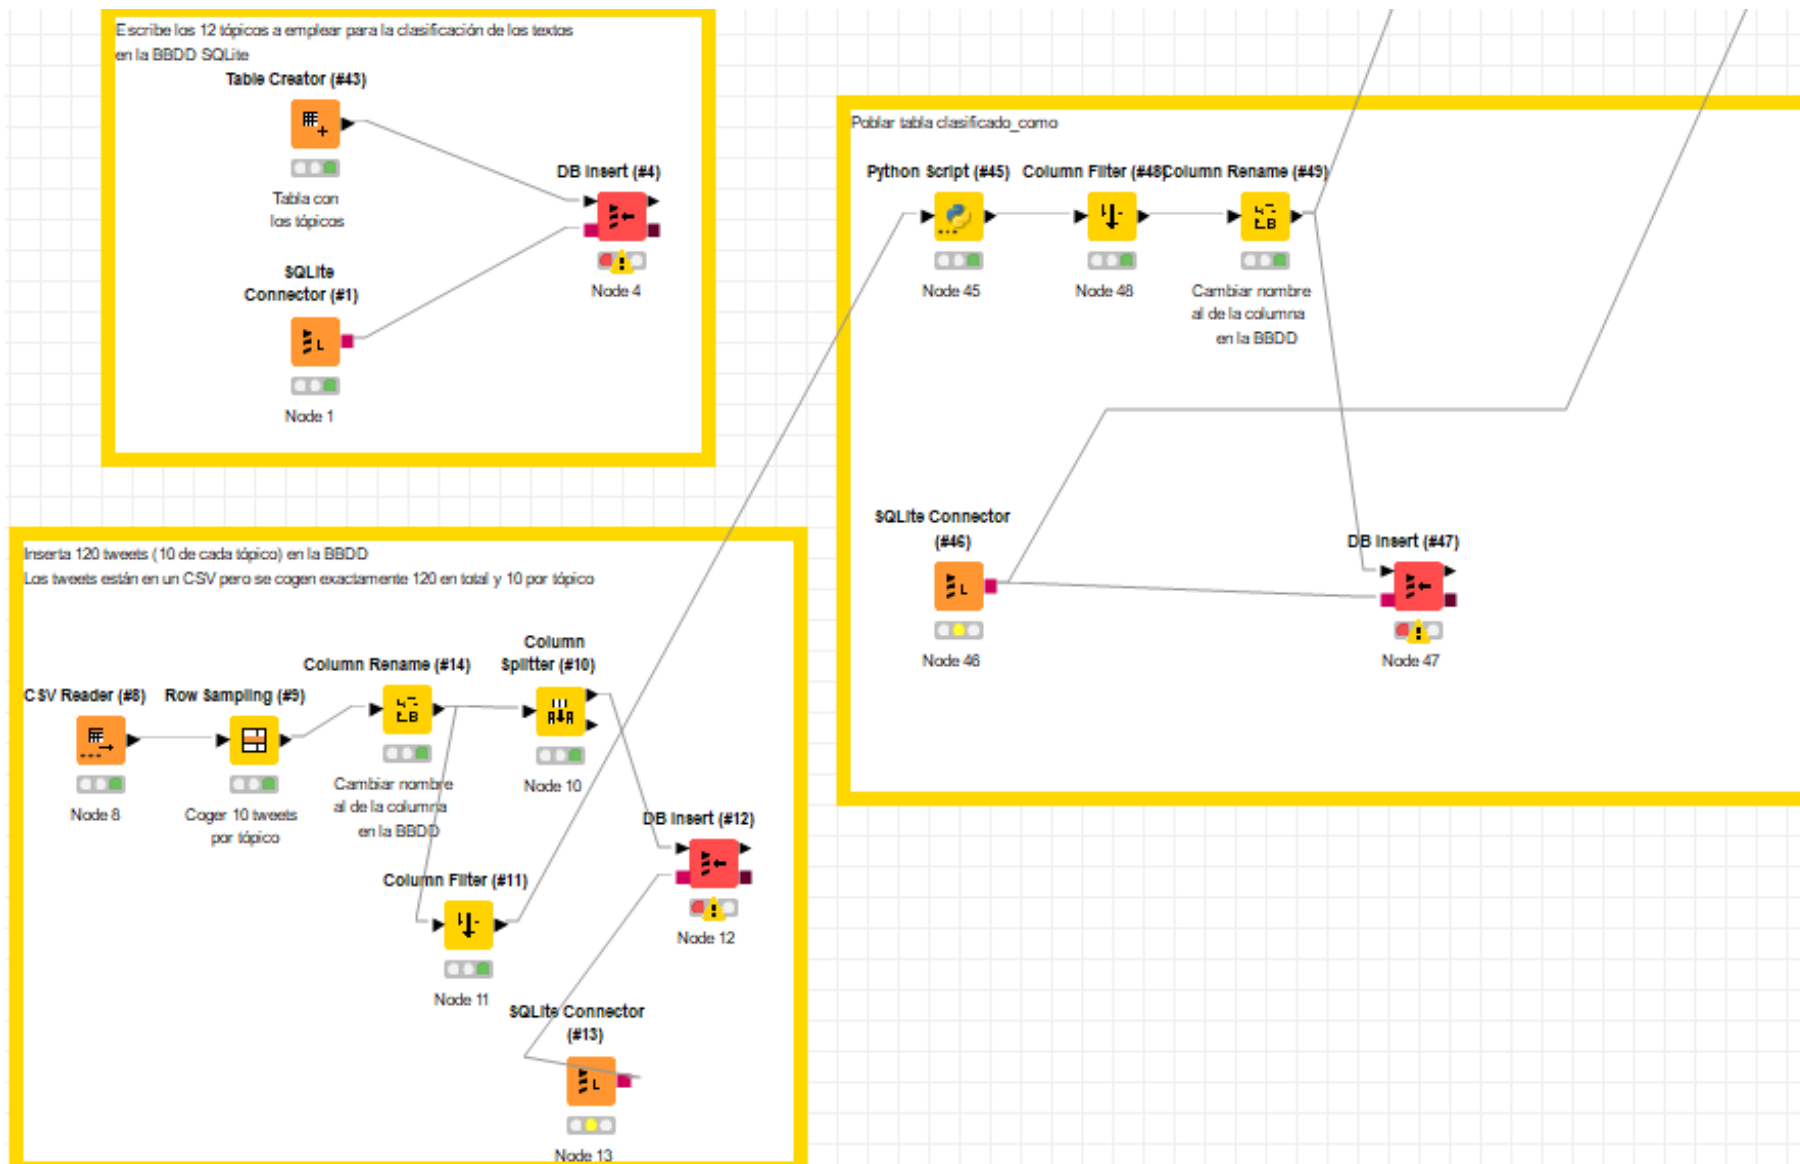 Escribe los 12 tópicos a emplear para la clasificación de los textos
en la BBDD SQLite
Table Creator (#43)
Tabla con
los tópicos
SQLite
Connector (#1)
Node 1
DB Insert (#4)
Node 4
Poblar tabla clasificado_como
Python Script (#45)
Node 45
Column Filter (#48)
Node 48
Column Rename (#49)
Cambiar nombre
al de la columna
en la BBDD
SQLite Connector
(#46)
Node 46
DB Insert (#47)
Node 47
Inserta 120 tweets (10 de cada tópico) en la BBDD
Los tweets están en un CSV pero se cogen exactamente 120 en total y 10 por tópico
CSV Reader (#8)
Node 8
Row Sampling (#9)
Coger 10 tweets
por tópico
Column Rename (#14)
Cambiar nombre
al de la columna
en la BBDD
Column
Splitter (#10)
Node 10
Column Filter (#11)
Node 11
DB Insert (#12)
Node 12
SQLite Connector
(#13)
Node 13